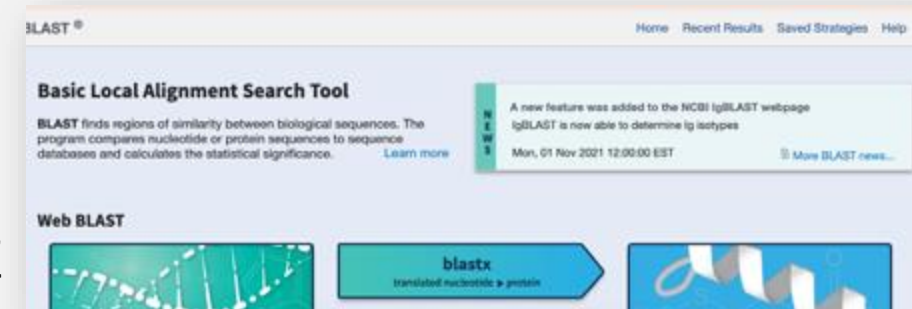 BLAST ®
Home Recent Results Saved Strategies Help
Basic Local Alignment Search Tool
BLAST finds regions of similarity between biological sequences. The
program compares nucleotide or protein sequences to sequence
databases and calculates the statistical significance. Learn more
NEWS
A new feature was added to the NCBI IgBLAST webpage
IgBLAST is now able to determine Ig isotypes
Mon, 01 Nov 2021 12:00:00 EST
More BLAST news...
Web BLAST
blastx
translated nucleotide ▸ protein